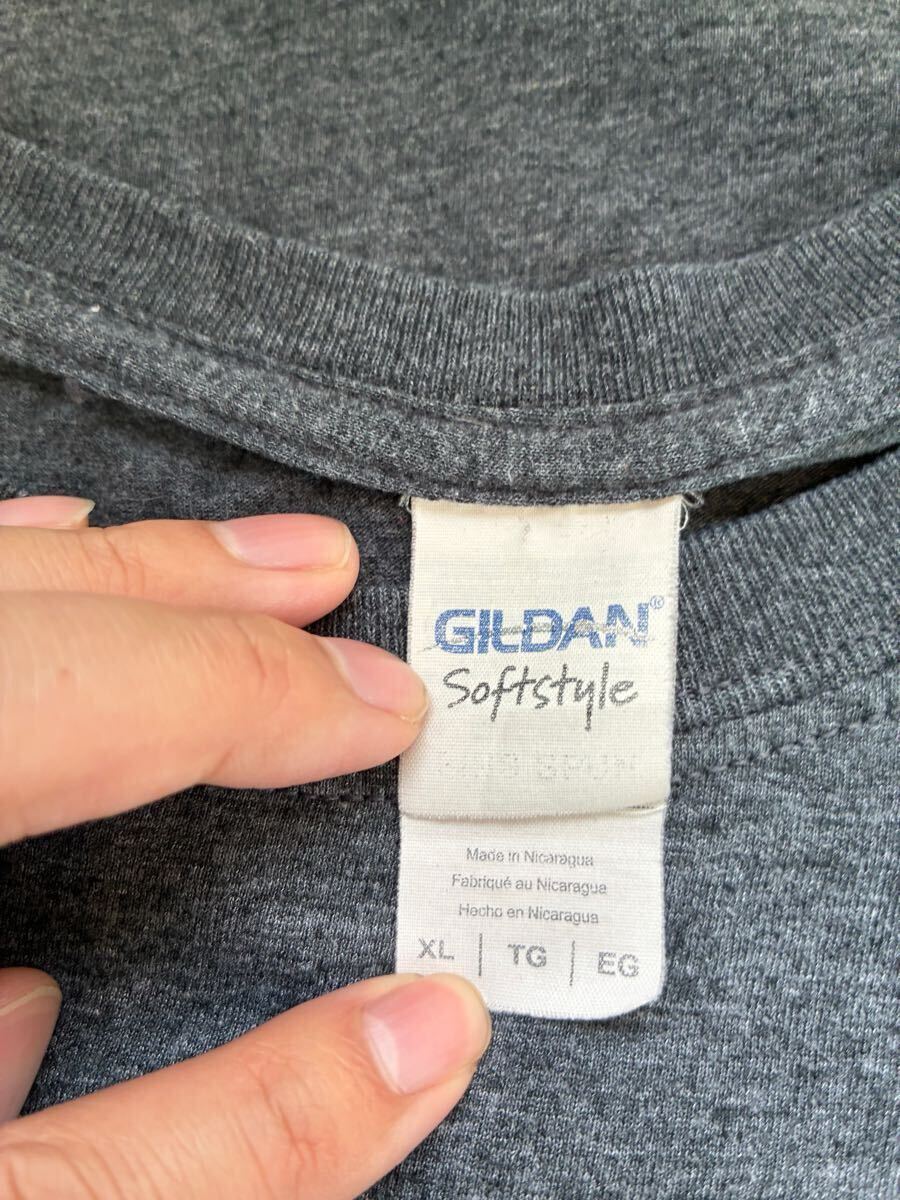 GILDAN®
Softstyle
Made in Nicaragua
Fabriqué au Nicaragua
Hecho en Nicaragua
XL | TG | EG